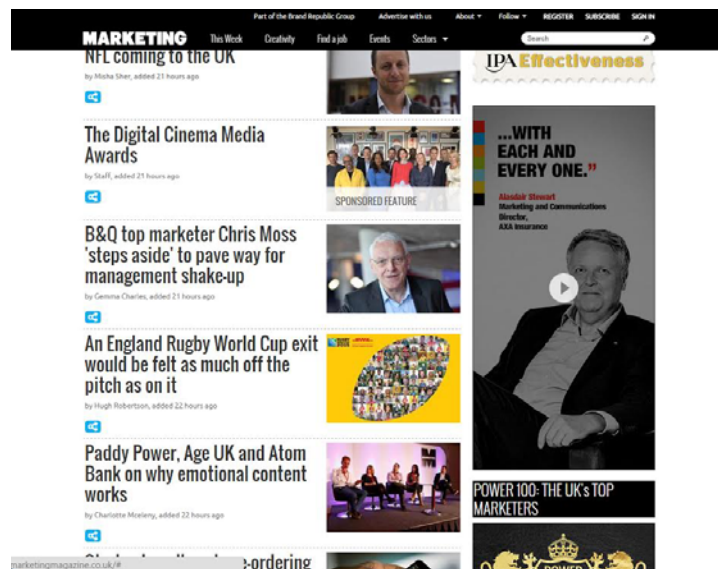 Part of the Brand Republic Group Advertise with us About Follow REGISTER SUBSCRIBE SIGN IN
MARKETING This Week Creativity Find a job Events Sectors Search
NFL coming to the UK
by Misha Sher, added 21 hours ago
The Digital Cinema Media
Awards
by Staff, added 21 hours ago
SPONSORED FEATURE
B&Q top marketer Chris Moss
'steps aside' to pave way for
management shake-up
by Gemma Charles, added 21 hours ago
An England Rugby World Cup exit
would be felt as much off the
pitch as on it
by Hugh Robertson, added 22 hours ago
Paddy Power, Age UK and Atom
Bank on why emotional content
works
by Charlotte Mceleny, added 22 hours ago
e-ordering
marketingmagazine.co.uk/#
IPA Effectiveness
...WITH
EACH AND
EVERY ONE.”
Alasdair Stewart
Marketing and Communications
Director,
AXA Insurance
POWER 100: THE UK's TOP
MARKETERS
POWER